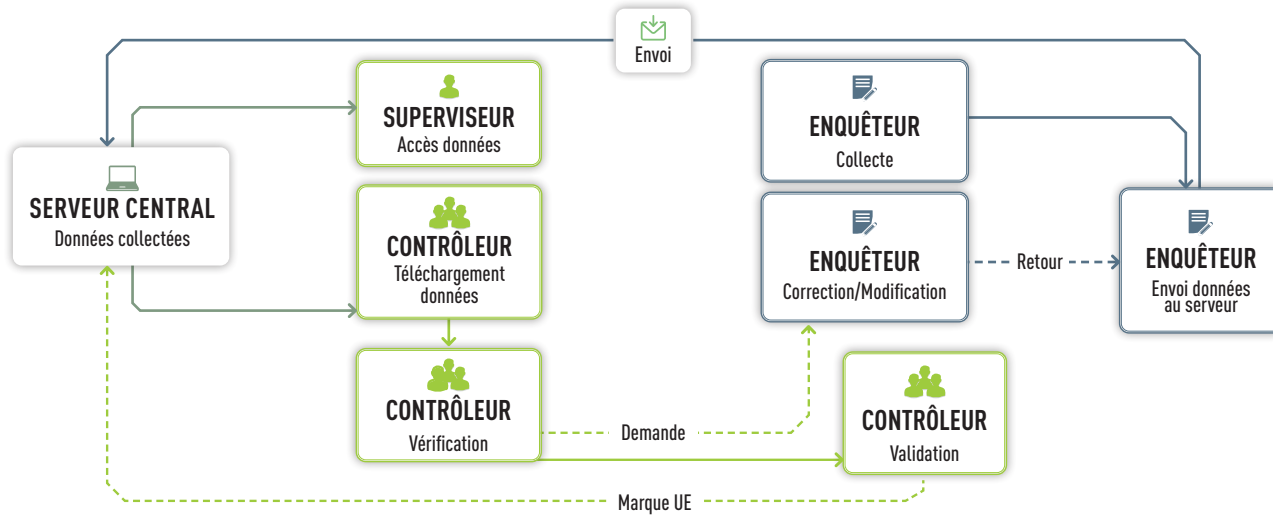 Envoi
SUPERVISEUR
Accès données
ENQUÊTEUR
Collecte
SERVEUR CENTRAL
Données collectées
CONTRÔLEUR
Téléchargement
données
ENQUÊTEUR
Correction/Modification
Retour
ENQUÊTEUR
Envoi données
au serveur
CONTRÔLEUR
Vérification
Demande
CONTRÔLEUR
Validation
Marque UE